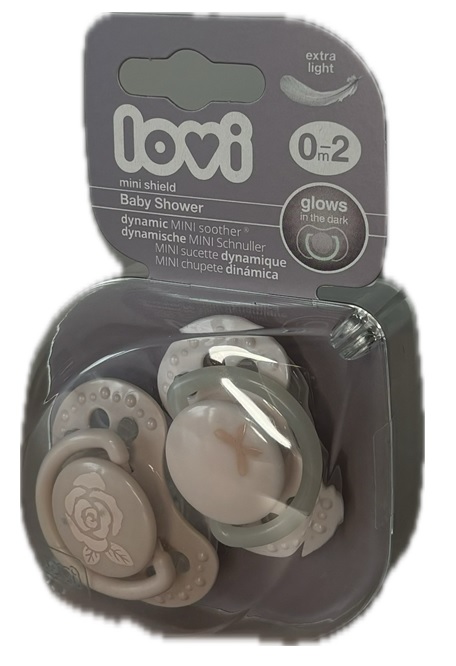 extra
light
lovi
0-2
m
mini shield
Baby Shower
glows
in the dark
dynamic MINI soother®
dynamische MINI Schnuller
MINI sucette dynamique
MINI chupete dinámica